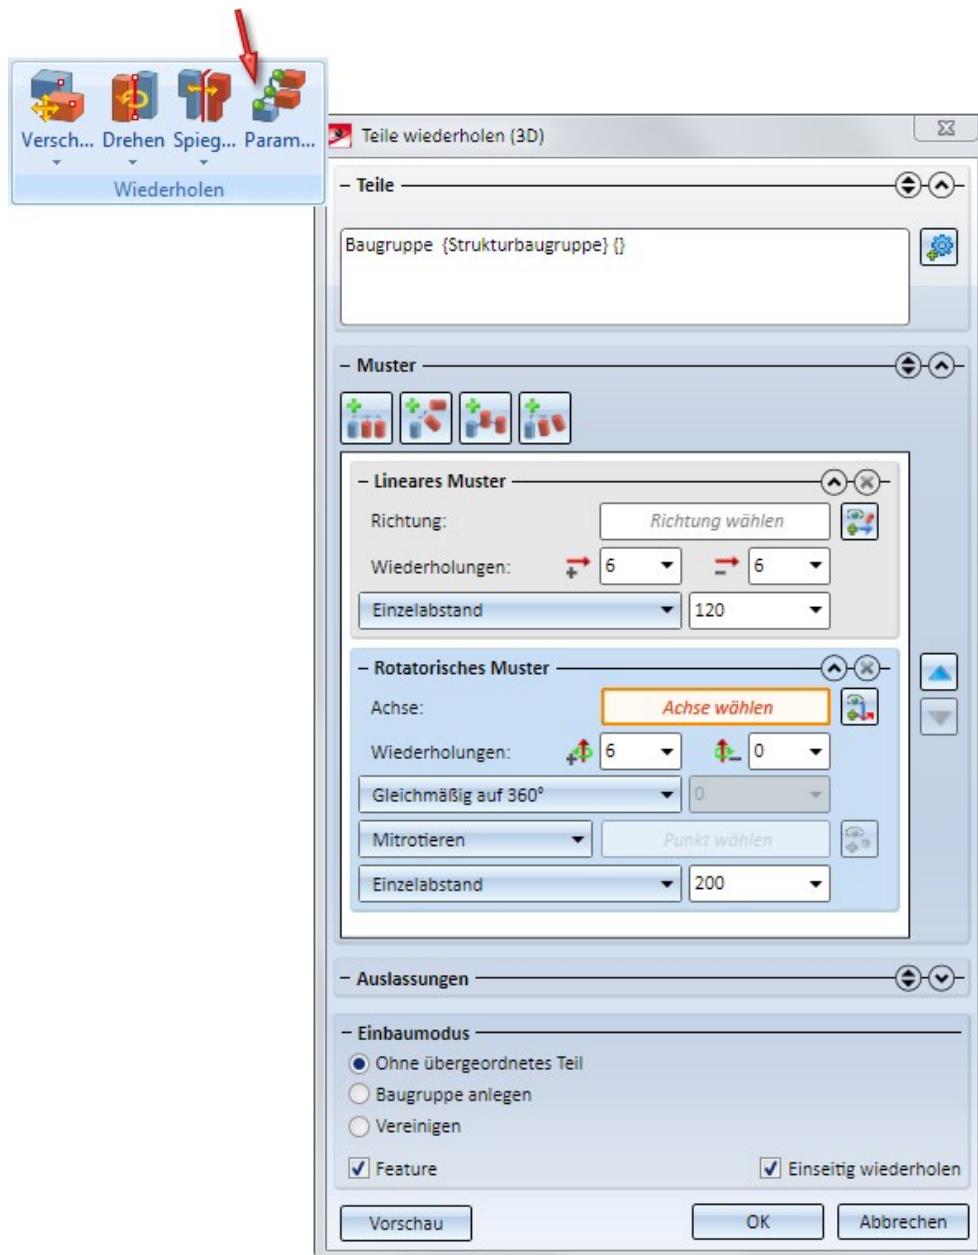 Versch... Drehen Spieg... Param...
Wiederholen
Teile wiederholen (3D)
Teile
Baugruppe {Strukturbaugruppe} {}
Muster
Lineares Muster
Richtung: Richtung wählen
Wiederholungen: 6 6
Einzelabstand 120
Rotatorisches Muster
Achse: Achse wählen
Wiederholungen: 6 0
Gleichmäßig auf 360° 0
Mitrotieren Punkt wählen
Einzelabstand 200
Auslassungen
Einbaumodus
Ohne übergeordnetes Teil
Baugruppe anlegen
Vereinigen
Feature Einseitig wiederholen
Vorschau OK Abbrechen